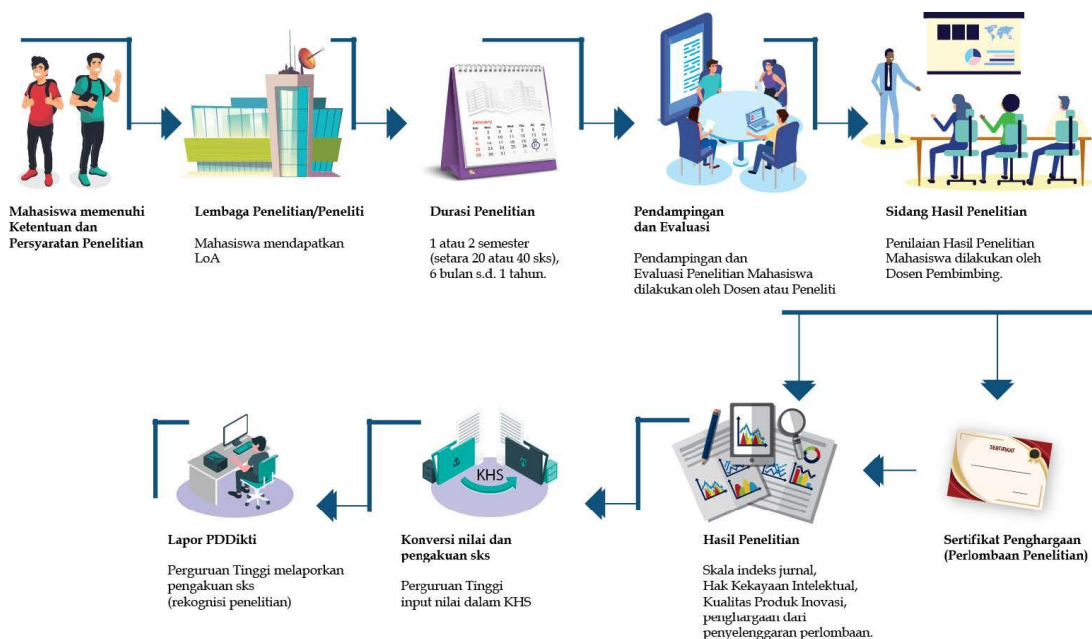 Mahasiswa memenuhi
Ketentuan dan
Persyaratan Penelitian
Lembaga Penelitian/Peneliti
Mahasiswa mendapatkan
LoA
January
Durasi Penelitian
1 atau 2 semester
(setara 20 atau 40 sks),
6 bulan s.d. 1 tahun.
Pendampingan
dan Evaluasi
Pendampingan dan
Evaluasi Penelitian Mahasiswa
dilakukan oleh Dosen atau Peneliti
Sidang Hasil Penelitian
Penilaian Hasil Penelitian
Mahasiswa dilakukan oleh
Dosen Pembimbing.
SERTIFIKAT
Sertifikat Penghargaan
(Perlombaan Penelitian)
Hasil Penelitian
Skala indeks jurnal,
Hak Kekayaan Intelektual,
Kualitas Produk Inovasi,
penghargaan dari
penyelenggaran perlombaan.
KHS
Konversi nilai dan
pengakuan sks
Perguruan Tinggi
input nilai dalam KHS
Lapor PDDikti
Perguruan Tinggi melaporkan
pengakuan sks
(rekognisi penelitian)